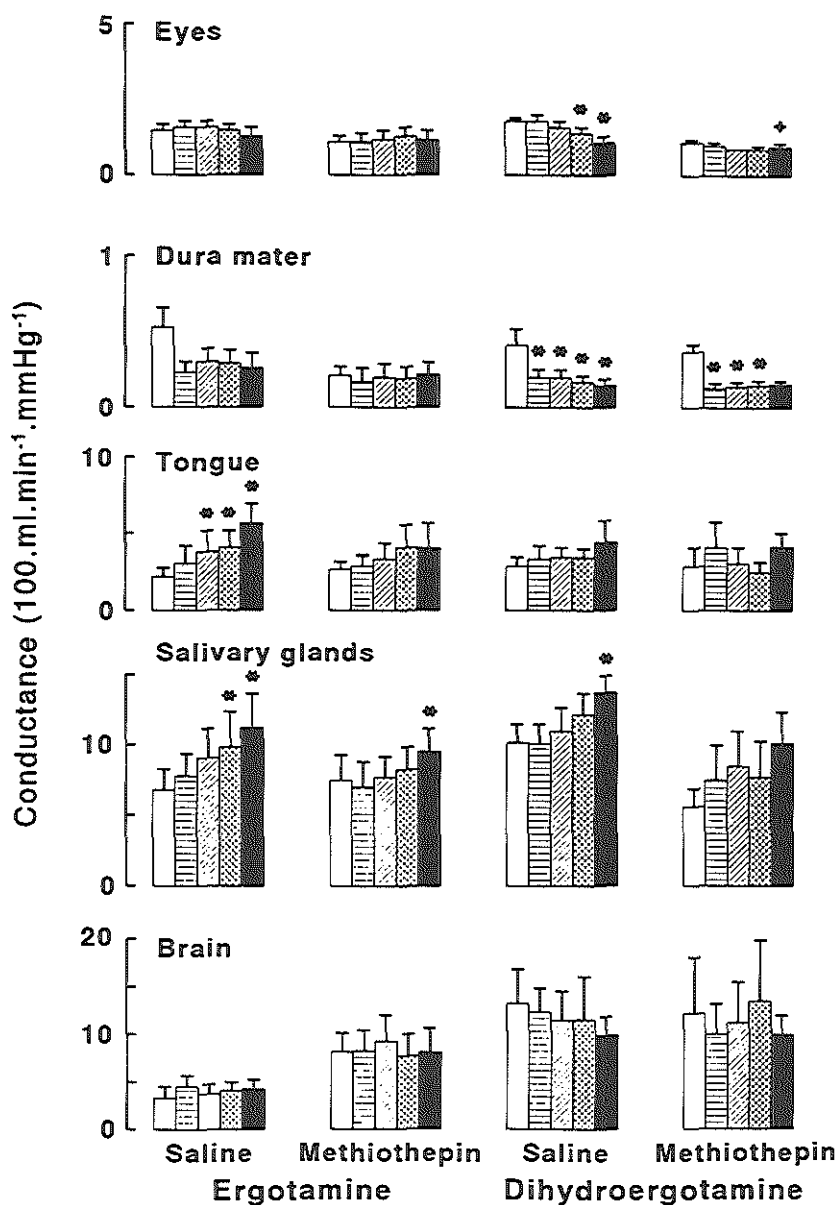 5
Eyes
* *
+
0
1
Dura mater
* * * *
* * *
0
10
Tongue
* * *
0
Salivary glands
* *
*
*
10
0
20
Brain
10
0
Conductance (100.ml.min⁻¹.mmHg⁻¹)
Saline Methiothepin Saline Methiothepin
Ergotamine Dihydroergotamine